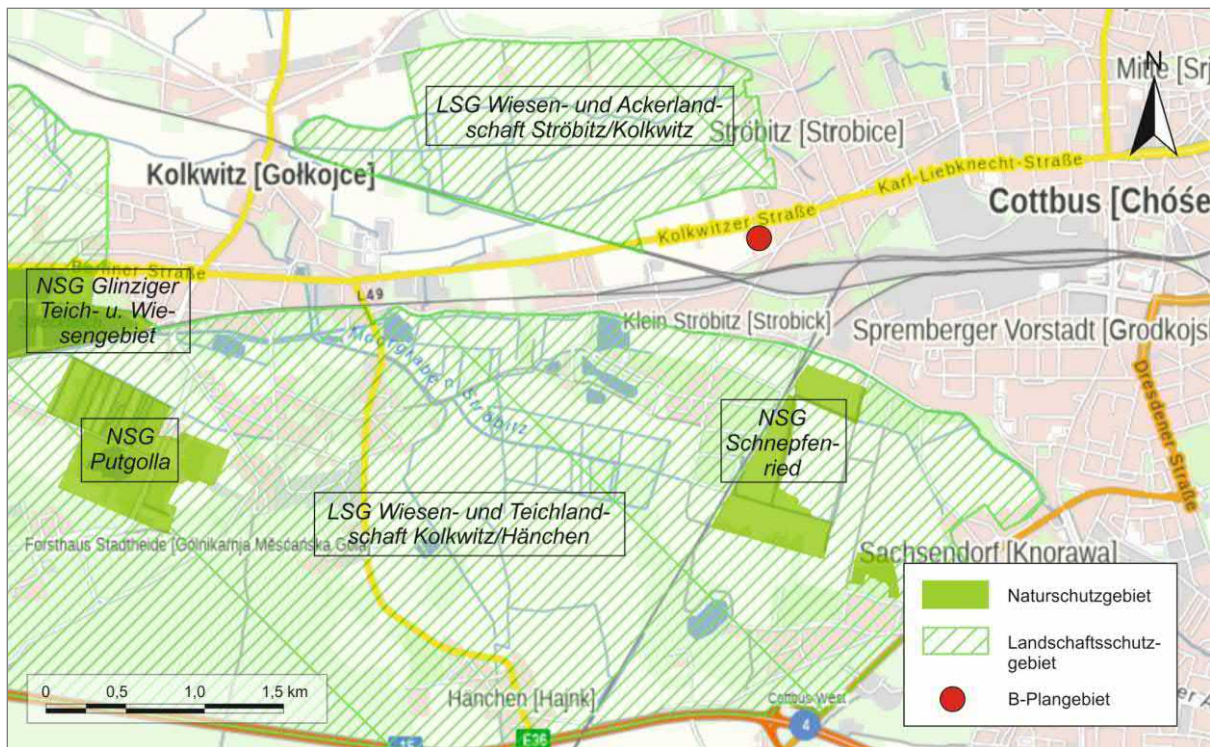 LSG Wiesen- und Ackerland-
schaft Ströbitz/Kolkwitz
Mitte [Srj
N
Ströbitz [Strobice]
Kolkwitz [Gołkojce]
Karl-Liebknecht-Straße
Cottbus [Chóśe
Kolkwitzer Straße
Berliner Straße
NSG Glinziger
Teich- u. Wie-
sengebiet
L49
Klein Ströbitz [Strobick]
Spremberger Vorstadt [Grodkojsk
Dresdener Straße
NSG
Putgolla
NSG
Schnepfen-
ried
LSG Wiesen- und Teichland-
schaft Kolkwitz/Hänchen
Sachsendorf [Knorawa]
Naturschutzgebiet
Landschaftsschutz-
gebiet
B-Plangebiet
0 0,5 1,0 1,5 km
Hänchen [Hajnk]
Cottbus-West
4
E36